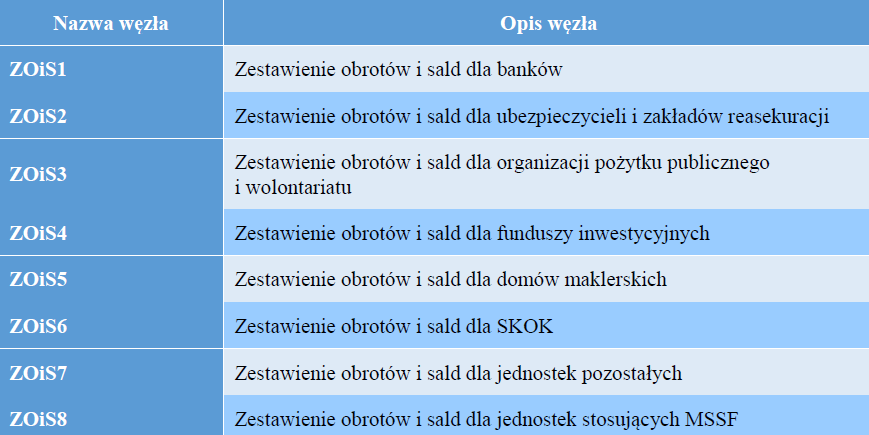 Nazwa węzła Opis węzła
ZOiS1 Zestawienie obrotów i sald dla banków
ZOiS2 Zestawienie obrotów i sald dla ubezpieczycieli i zakładów reasekuracji
ZOiS3 Zestawienie obrotów i sald dla organizacji pożytku publicznego
i wolontariatu
ZOiS4 Zestawienie obrotów i sald dla funduszy inwestycyjnych
ZOiS5 Zestawienie obrotów i sald dla domów maklerskich
ZOiS6 Zestawienie obrotów i sald dla SKOK
ZOiS7 Zestawienie obrotów i sald dla jednostek pozostałych
ZOiS8 Zestawienie obrotów i sald dla jednostek stosujących MSSF